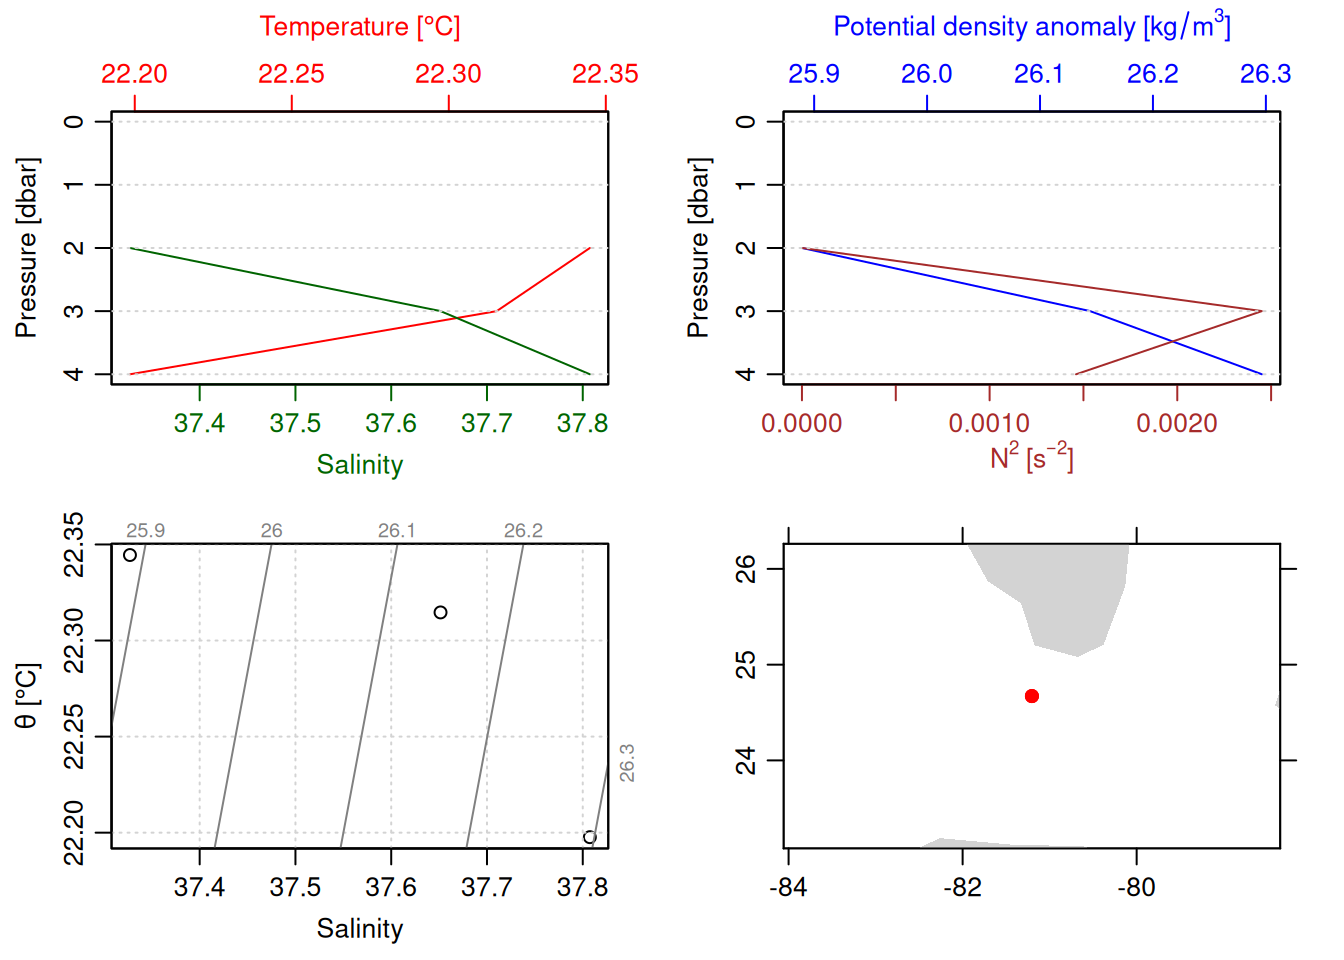 Temperature [°C]
22.20 22.25 22.30 22.35
Pressure [dbar]
0
1
2
3
4
37.4 37.5 37.6 37.7 37.8
Salinity
Potential density anomaly [kg/m³]
25.9 26.0 26.1 26.2 26.3
Pressure [dbar]
0
1
2
3
4
0.0000 0.0010 0.0020
N² [s⁻²]
25.9 26 26.1 26.2
26.3
θ [°C]
22.35
22.30
22.25
22.20
37.4 37.5 37.6 37.7 37.8
Salinity
26
25
24
-84 -82 -80